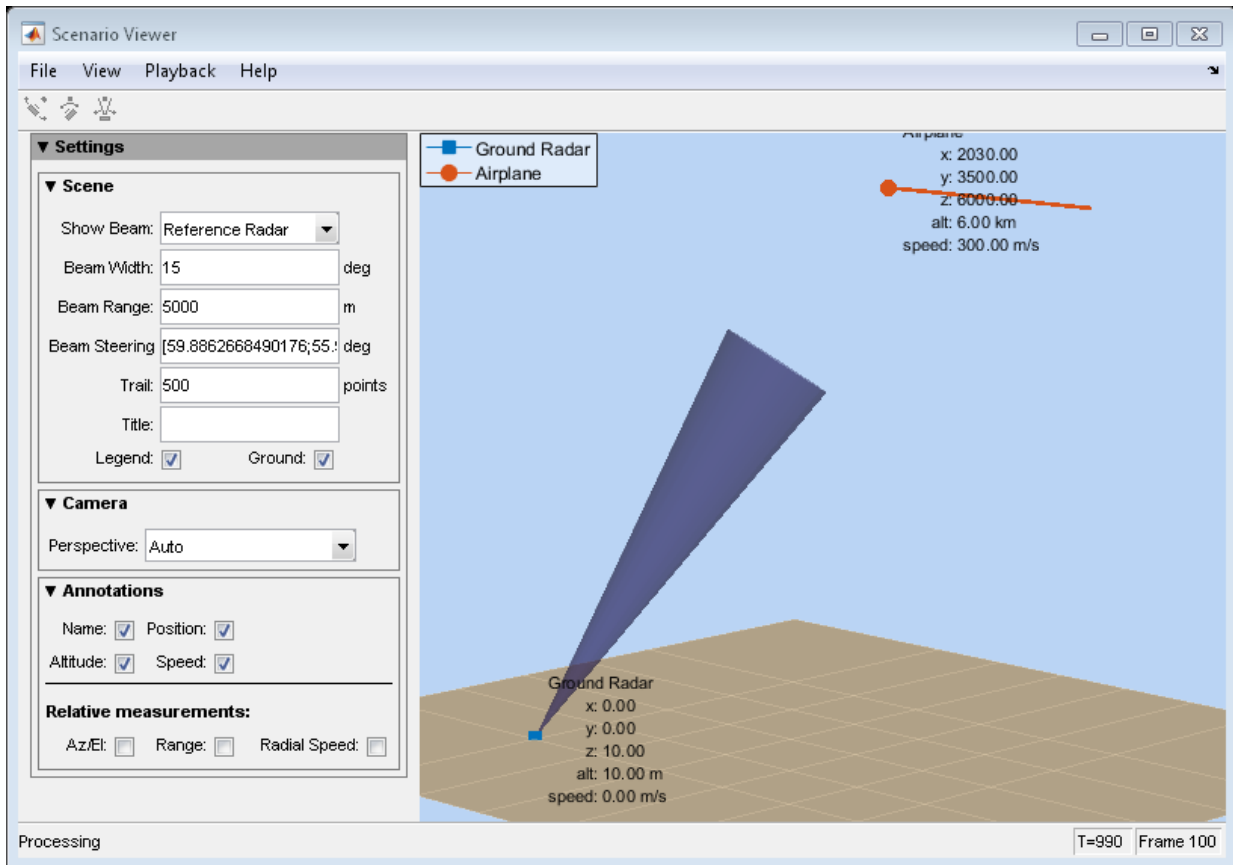 Scenario Viewer
File View Playback Help
▼ Settings
▼ Scene
Show Beam: Reference Radar
Beam Width: 15 deg
Beam Range: 5000 m
Beam Steering [59.8862668490176;55. deg
Trail: 500 points
Title:
Legend: Ground:
▼ Camera
Perspective: Auto
▼ Annotations
Name: Position:
Altitude: Speed:
Relative measurements:
Az/El: Range: Radial Speed:
Ground Radar
Airplane
Airplane
x: 2030.00
y: 3500.00
z: 6000.00
alt: 6.00 km
speed: 300.00 m/s
Ground Radar
x: 0.00
y: 0.00
z: 10.00
alt: 10.00 m
speed: 0.00 m/s
Processing
T=990 Frame 100